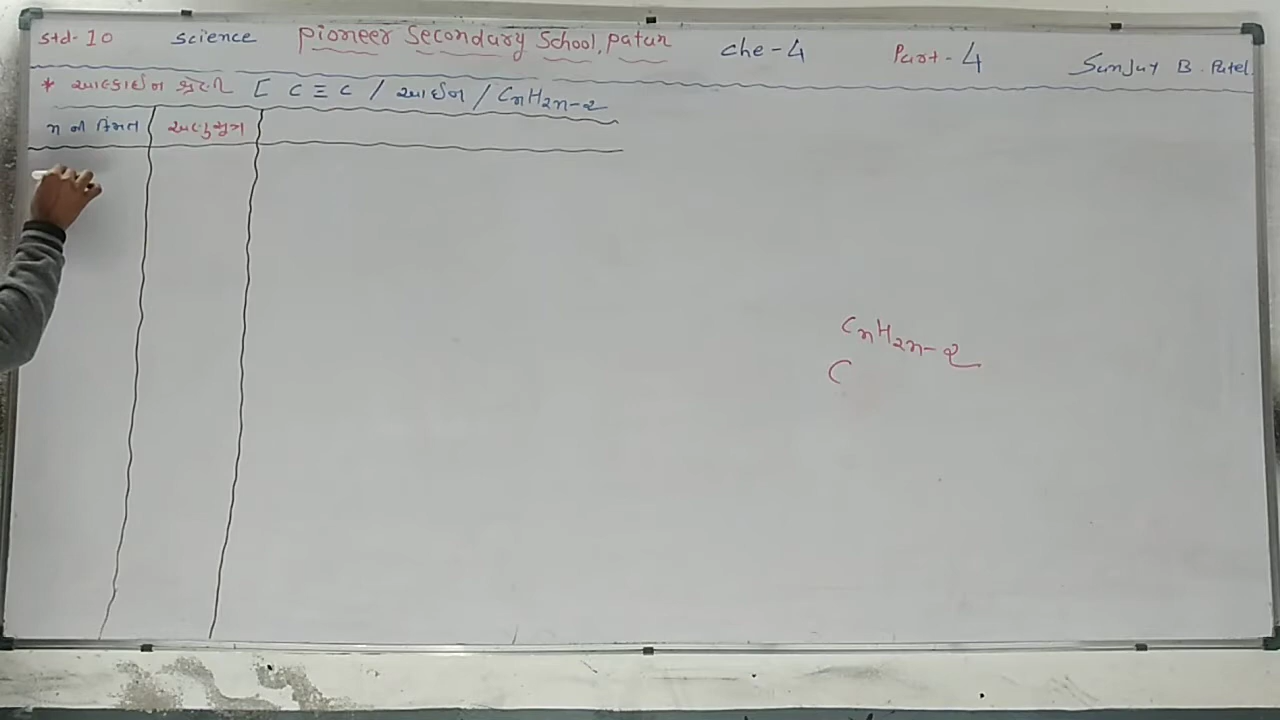 Std-10 Science Pioneer Secondary School, Patan Che-4 Part-4 Sanjay B. Patel
* આલ્કાઇન શ્રેણી [ C ≡ C / આઈન / CnH2n-2
n ની કિંમત અણુસૂત્ર
CnH2n-2
C